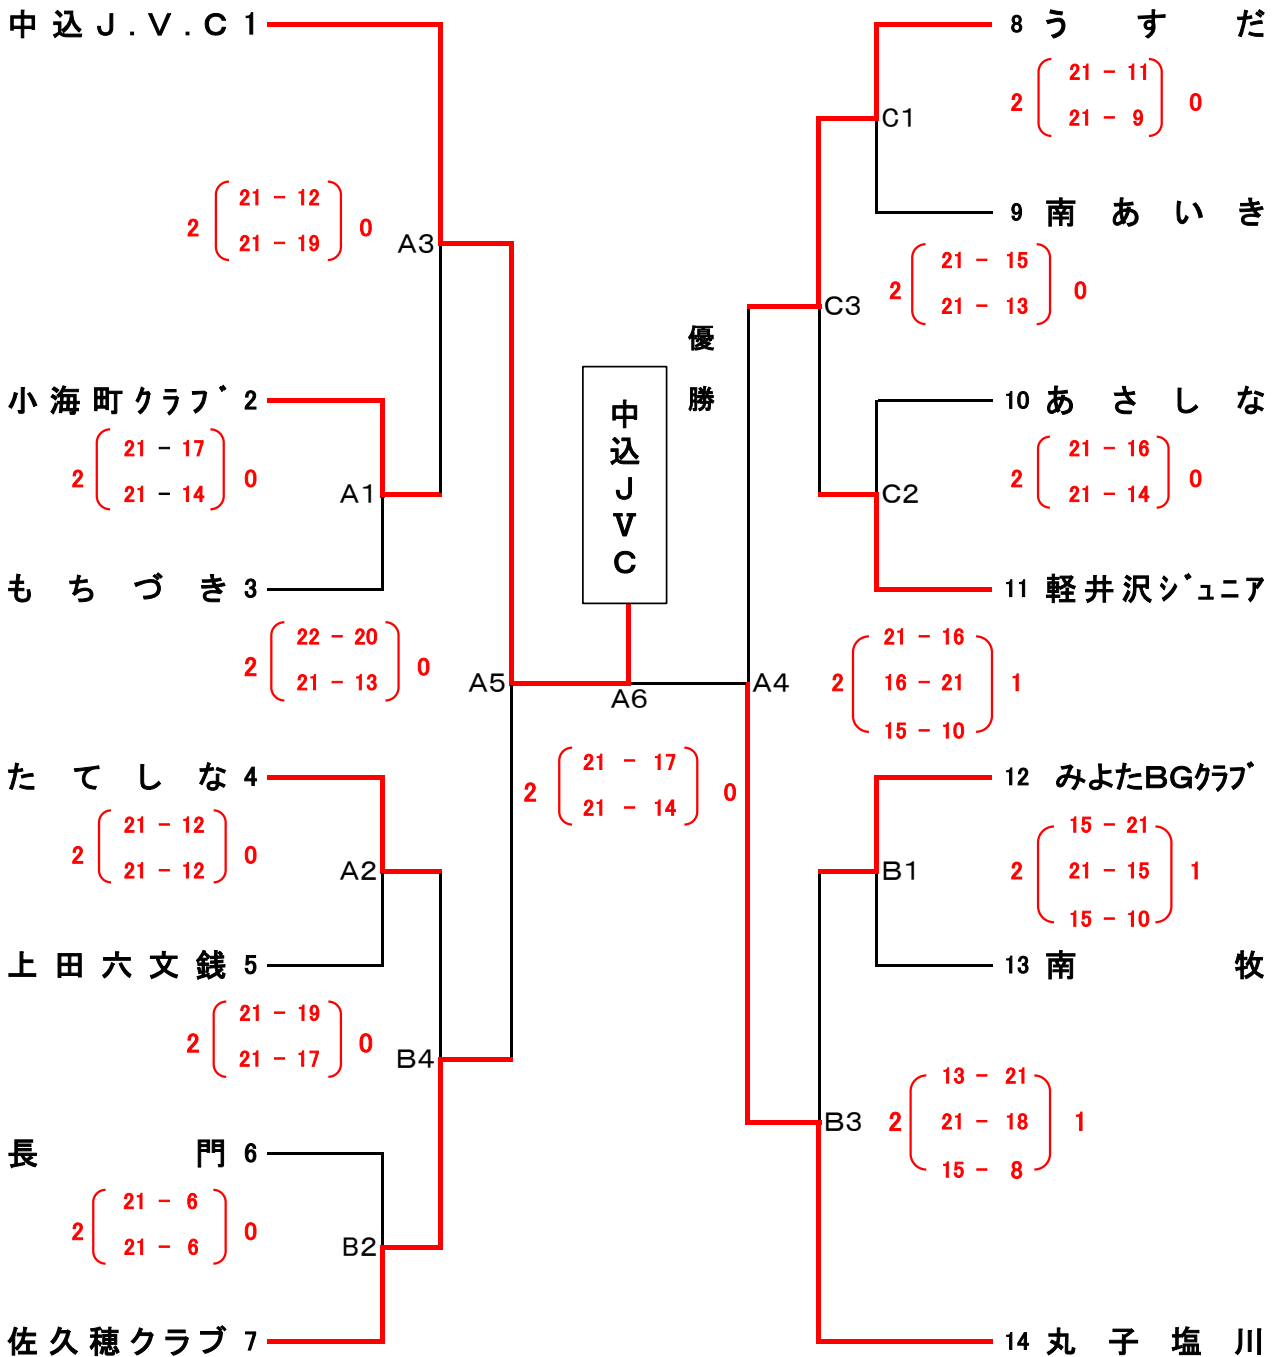 中込Ｊ.Ｖ.Ｃ 1
2 21 - 12 0
21 - 19
A3
小海町クラブ 2
2 21 - 17 0
21 - 14
A1
もちづき 3
2 22 - 20 0
21 - 13
A5
たてしな 4
2 21 - 12 0
21 - 12
A2
上田六文銭 5
2 21 - 19 0
21 - 17
B4
長門 6
2 21 - 6 0
21 - 6
B2
佐久穂クラブ 7
優勝
中込ＪＶＣ
A6
2 21 - 17 0
21 - 14
8 うすだ
2 21 - 11 0
21 - 9
C1
9 南あいき
2 21 - 15 0
21 - 13
C3
10 あさしな
2 21 - 16 0
21 - 14
C2
11 軽井沢ジュニア
21 - 16
2 16 - 21 1
15 - 10
A4
12 みよたBGクラブ
15 - 21
2 21 - 15 1
15 - 10
B1
13 南牧
13 - 21
2 21 - 18 1
15 - 8
B3
14 丸子塩川